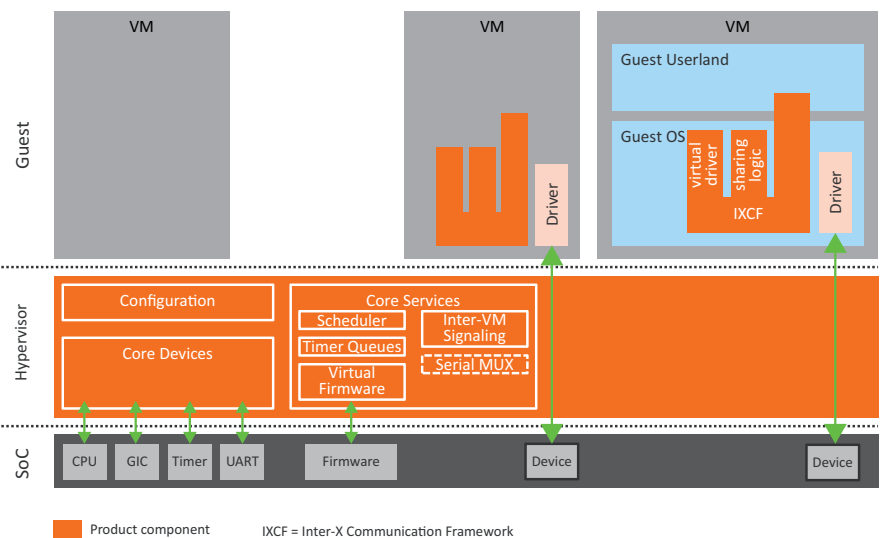 VM
VM
VM
Guest
Guest Userland
Guest OS
virtual
driver
sharing
logic
IXCF
Driver
Driver
Hypervisor
Configuration
Core Devices
Core Services
Scheduler
Timer Queues
Virtual
Firmware
Inter-VM
Signaling
Serial MUX
SoC
CPU
GIC
Timer
UART
Firmware
Device
Device
Product component
IXCF = Inter-X Communication Framework